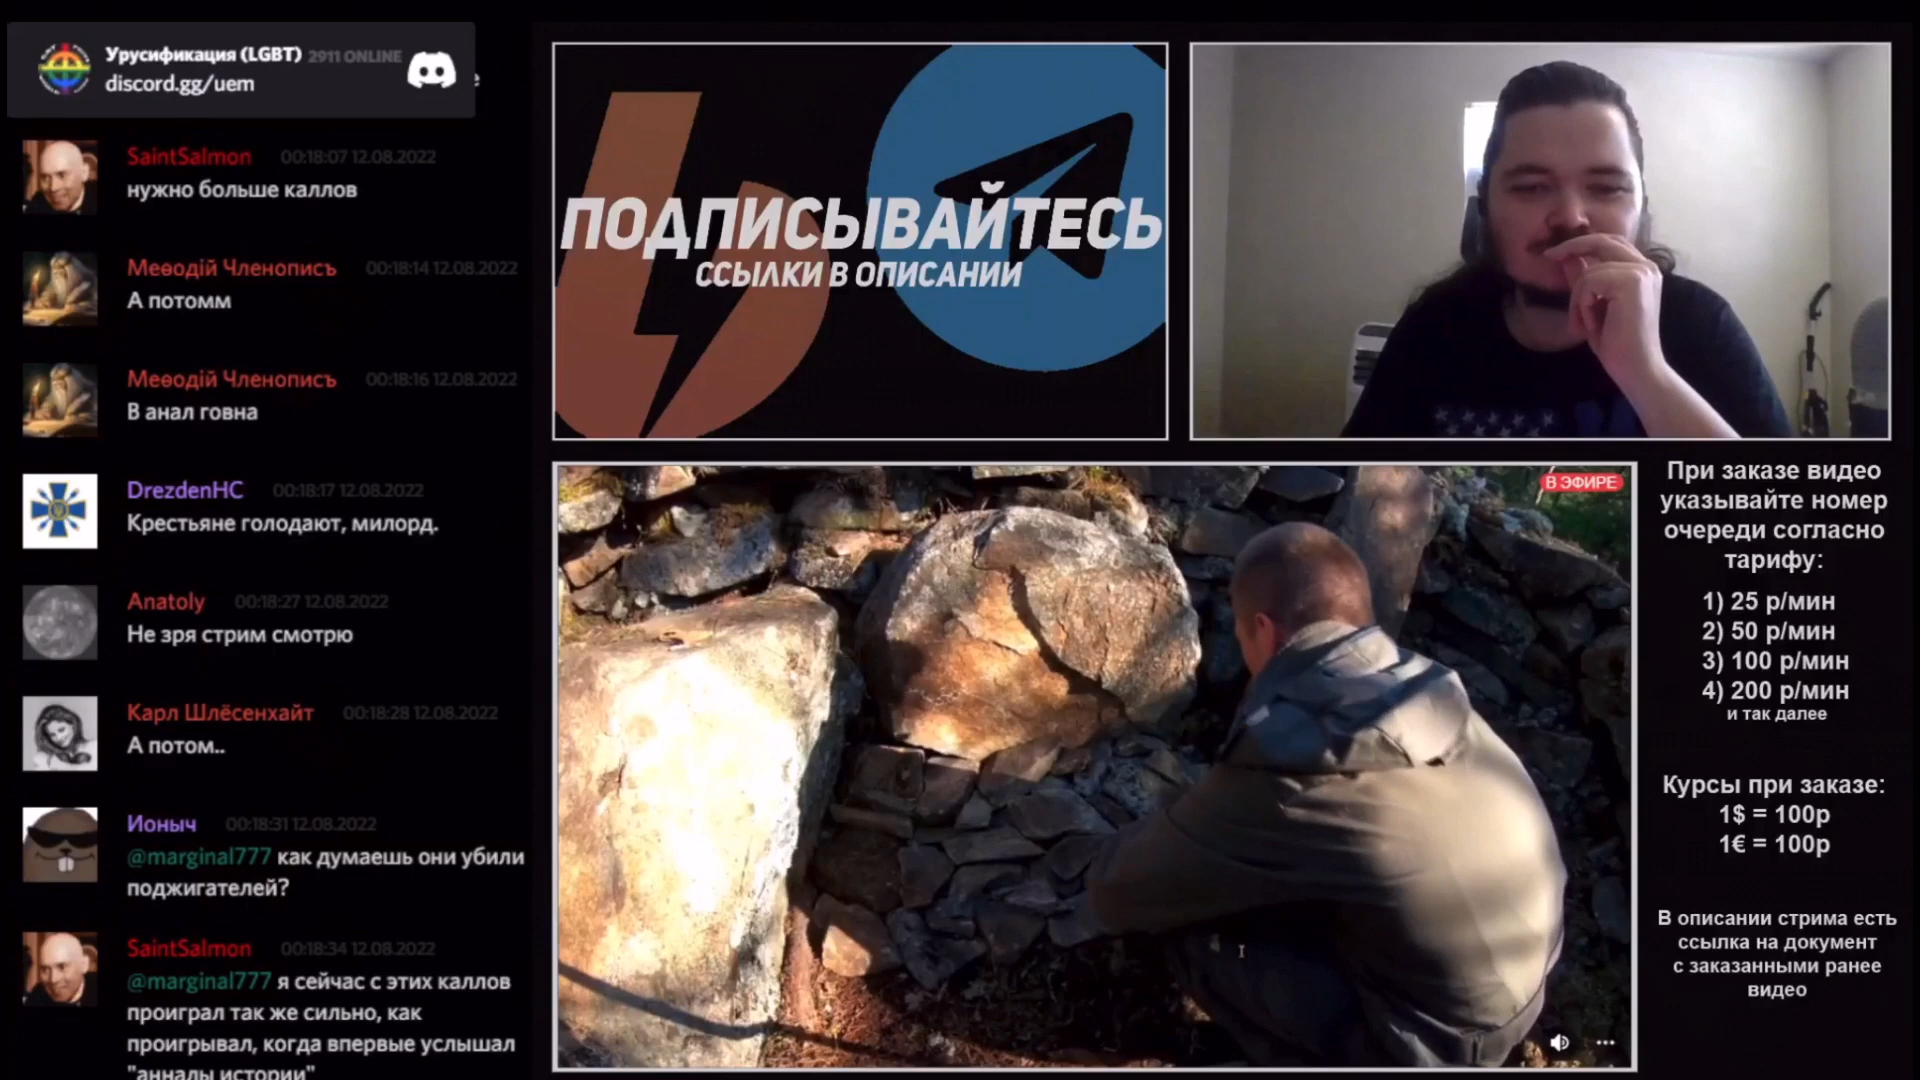 Урусификация (LGBT) 2911 ONLINE
discord.gg/uem
SaintSalmon 00:18:07 12.08.2022
нужно больше каллов
Меѳодій Членописъ 00:18:14 12.08.2022
А потомм
Меѳодій Членописъ 00:18:16 12.08.2022
В анал говна
DrezdenHC 00:18:17 12.08.2022
Крестьяне голодают, милорд.
Anatoly 00:18:27 12.08.2022
Не зря стрим смотрю
Карл Шлёсенхайт 00:18:28 12.08.2022
А потом..
Ионыч 00:18:31 12.08.2022
@marginal777 как думаешь они убили
поджигателей?
SaintSalmon 00:18:34 12.08.2022
@marginal777 я сейчас с этих каллов
проиграл так же сильно, как
проигрывал, когда впервые услышал
"анналы истории"
ПОДПИСЫВАЙТЕСЬ
ССЫЛКИ В ОПИСАНИИ
В ЭФИРЕ
При заказе видео
указывайте номер
очереди согласно
тарифу:
1) 25 р/мин
2) 50 р/мин
3) 100 р/мин
4) 200 р/мин
и так далее
Курсы при заказе:
1$ = 100р
1€ = 100р
В описании стрима есть
ссылка на документ
с заказанными ранее
видео